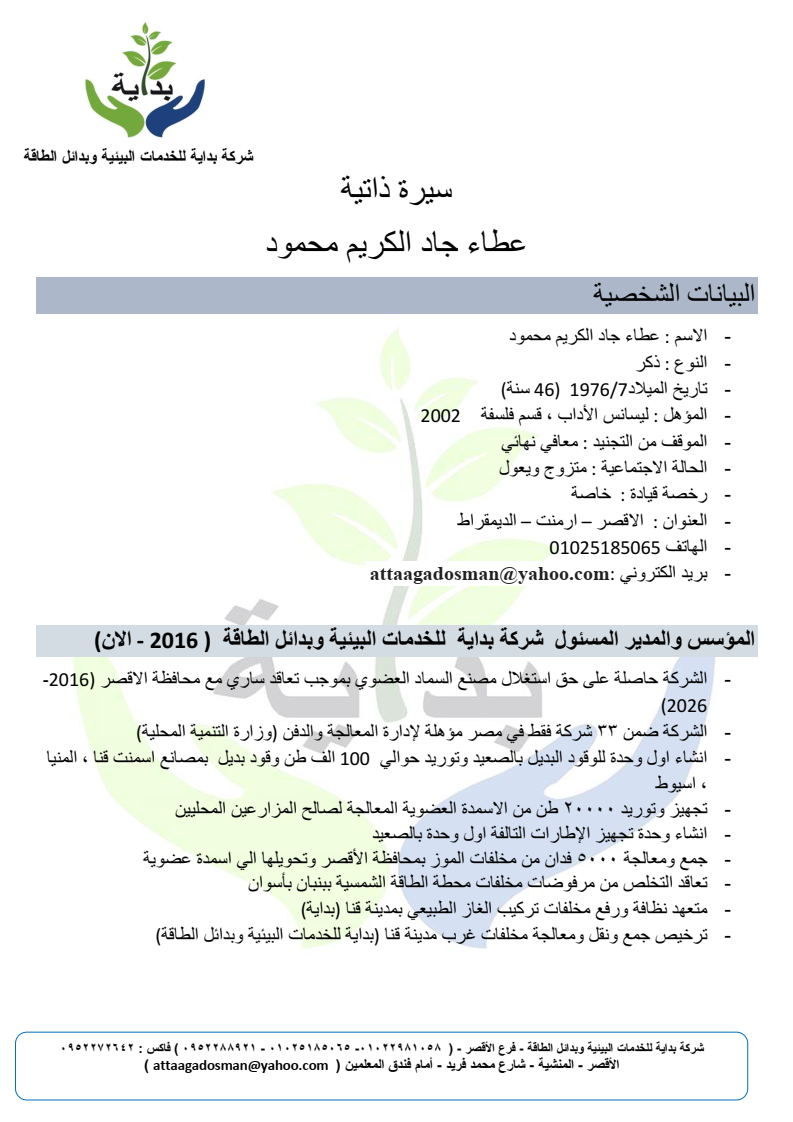 بداية
شركة بداية للخدمات البيئية وبدائل الطاقة
سيرة ذاتية
عطاء جاد الكريم محمود
البيانات الشخصية
- الاسم : عطاء جاد الكريم محمود
- النوع : ذكر
- تاريخ الميلاد1976/7 (46 سنة)
- المؤهل : ليسانس الأداب ، قسم فلسفة 2002
- الموقف من التجنيد : معافي نهائي
- الحالة الاجتماعية : متزوج ويعول
- رخصة قيادة : خاصة
- العنوان : الاقصر – ارمنت – الديمقراط
- الهاتف 01025185065
- بريد الكتروني :attaagadosman@yahoo.com
بداية
المؤسس والمدير المسئول شركة بداية للخدمات البيئية وبدائل الطاقة ( 2016 - الان)
- الشركة حاصلة على حق استغلال مصنع السماد العضوي بموجب تعاقد ساري مع محافظة الاقصر (2016-
2026)
- الشركة ضمن ٣٣ شركة فقط في مصر مؤهلة لإدارة المعالجة والدفن (وزارة التنمية المحلية)
- انشاء اول وحدة للوقود البديل بالصعيد وتوريد حوالي 100 الف طن وقود بديل بمصانع اسمنت قنا ، المنيا
، اسيوط
- تجهيز وتوريد ٢٠٠٠٠ طن من الاسمدة العضوية المعالجة لصالح المزارعين المحليين
- انشاء وحدة تجهيز الإطارات التالفة اول وحدة بالصعيد
- جمع ومعالجة ٥٠٠٠ فدان من مخلفات الموز بمحافظة الأقصر وتحويلها الي اسمدة عضوية
- تعاقد التخلص من مرفوضات مخلفات محطة الطاقة الشمسية ببنبان بأسوان
- متعهد نظافة ورفع مخلفات تركيب الغاز الطبيعي بمدينة قنا (بداية)
- ترخيص جمع ونقل ومعالجة مخلفات غرب مدينة قنا (بداية للخدمات البيئية وبدائل الطاقة)
شركة بداية للخدمات البيئية وبدائل الطاقة - فرع الأقصر - ( ٠١٠٢٢٩٨١٠٥٨- ٠١٠٢٥١٨٥٠٦٥ - ٠٩٥٢٢٨٨٩٢١ ) فاكس : ٠٩٥٢٢٧٢٦٤٢
الأقصر - المنشية - شارع محمد فريد - أمام فندق المعلمين ( attaagadosman@yahoo.com )